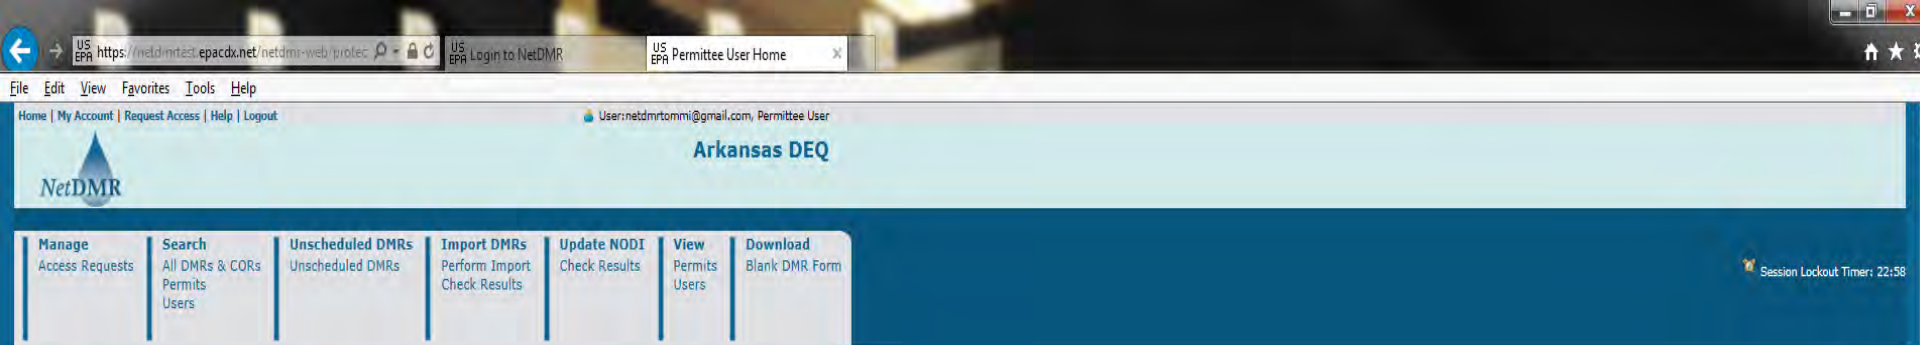 US EPA https://netdmrtest.epacdx.net/netdmr-web/protec US EPA Login to NetDMR US EPA Permittee User Home
File Edit View Favorites Tools Help
Home | My Account | Request Access | Help | Logout User:netdmrtommi@gmail.com, Permittee User
Arkansas DEQ
NetDMR
Manage Search Unscheduled DMRs Import DMRs Update NODI View Download
Access Requests All DMRs & CORs Unscheduled DMRs Perform Import Check Results Permits Blank DMR Form
Session Lockout Timer: 22:58
Permits Check Results Users
Users